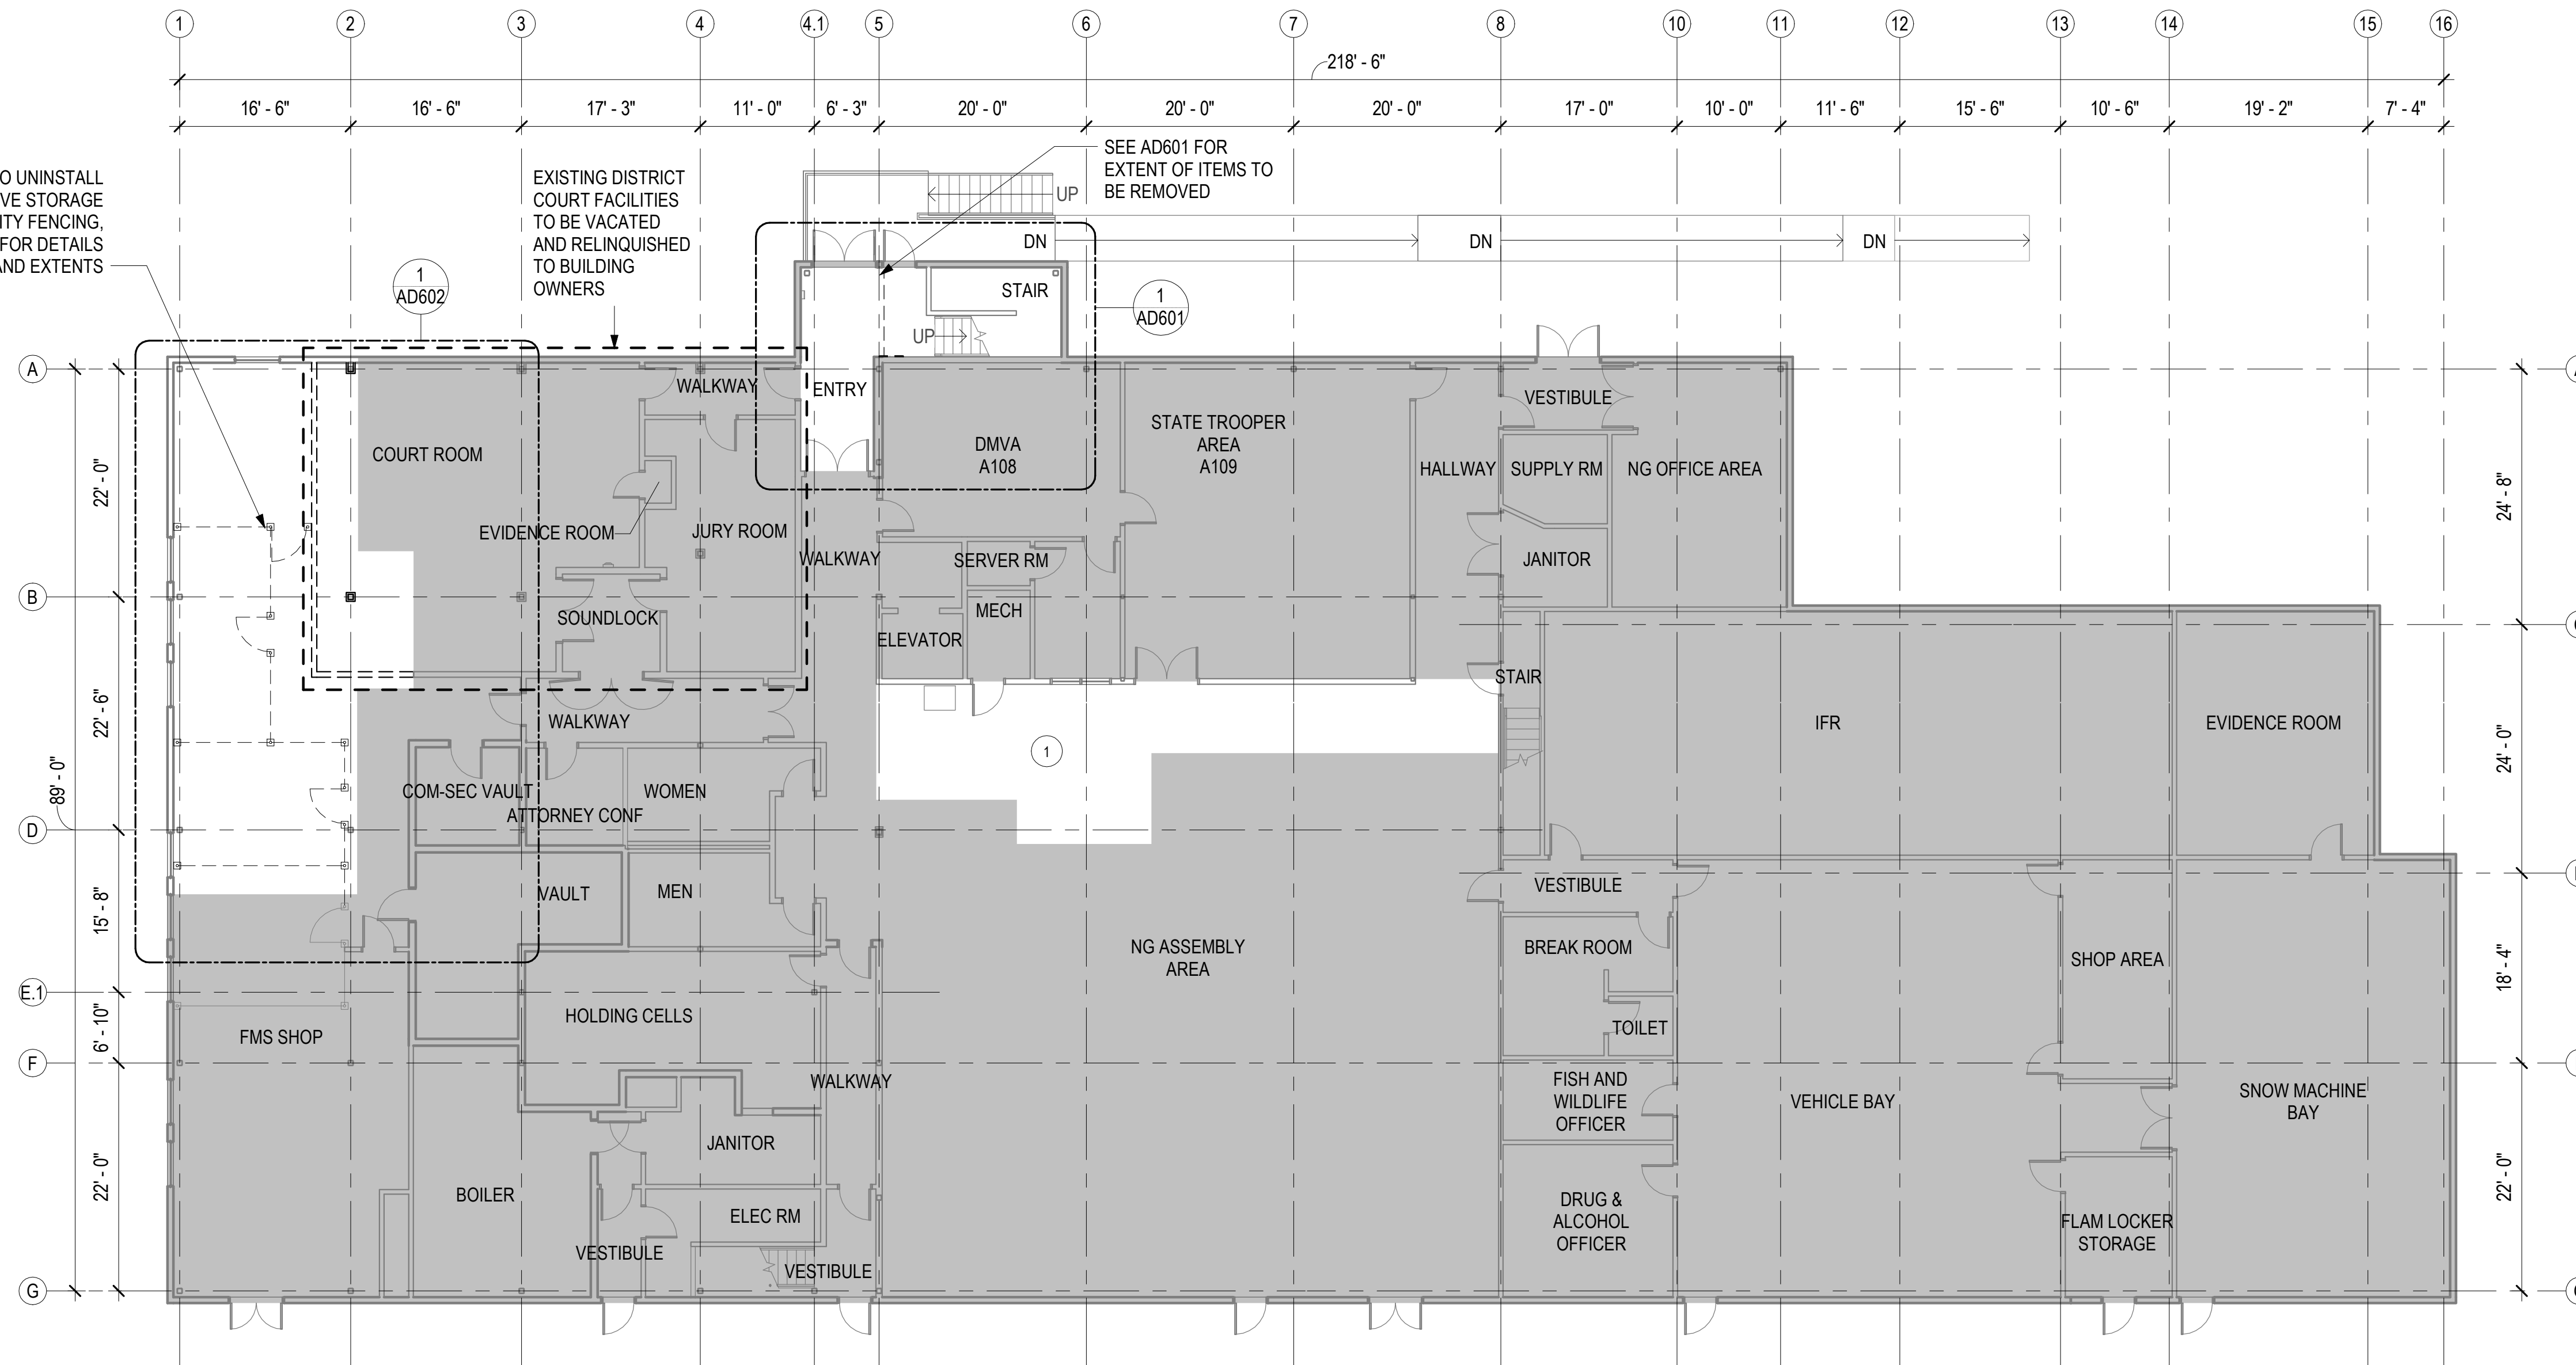 1
2
3
4
4.1
5
6
7
8
10
11
12
13
14
15
16
218' - 6"
16' - 6"
16' - 6"
17' - 3"
11' - 0"
6' - 3"
20' - 0"
20' - 0"
20' - 0"
17' - 0"
10' - 0"
11' - 6"
15' - 6"
10' - 6"
19' - 2"
7' - 4"
O UNINSTALL
VE STORAGE
ITY FENCING,
FOR DETAILS
AND EXTENTS
EXISTING DISTRICT
COURT FACILITIES
TO BE VACATED
AND RELINQUISHED
TO BUILDING
OWNERS
SEE AD601 FOR
EXTENT OF ITEMS TO
BE REMOVED
UP
DN
DN
DN
1
AD602
1
AD601
STAIR
UP
A
B
D
E.1
F
G
22' - 0"
22' - 6"
89' - 0"
15' - 8"
6' - 10"
22' - 0"
24' - 8"
24' - 0"
18' - 4"
22' - 0"
WALKWAY
ENTRY
COURT ROOM
DMVA
A108
STATE TROOPER
AREA
A109
VESTIBULE
HALLWAY
SUPPLY RM
NG OFFICE AREA
EVIDENCE ROOM
JURY ROOM
WALKWAY
SERVER RM
JANITOR
SOUNDLOCK
MECH
ELEVATOR
STAIR
WALKWAY
1
IFR
EVIDENCE ROOM
COM-SEC VAULT
WOMEN
ATTORNEY CONF
VAULT
MEN
VESTIBULE
NG ASSEMBLY
AREA
BREAK ROOM
SHOP AREA
HOLDING CELLS
TOILET
FMS SHOP
WALKWAY
FISH AND
WILDLIFE
OFFICER
VEHICLE BAY
SNOW MACHINE
BAY
JANITOR
BOILER
ELEC RM
DRUG &
ALCOHOL
OFFICER
FLAM LOCKER
STORAGE
VESTIBULE
VESTIBULE